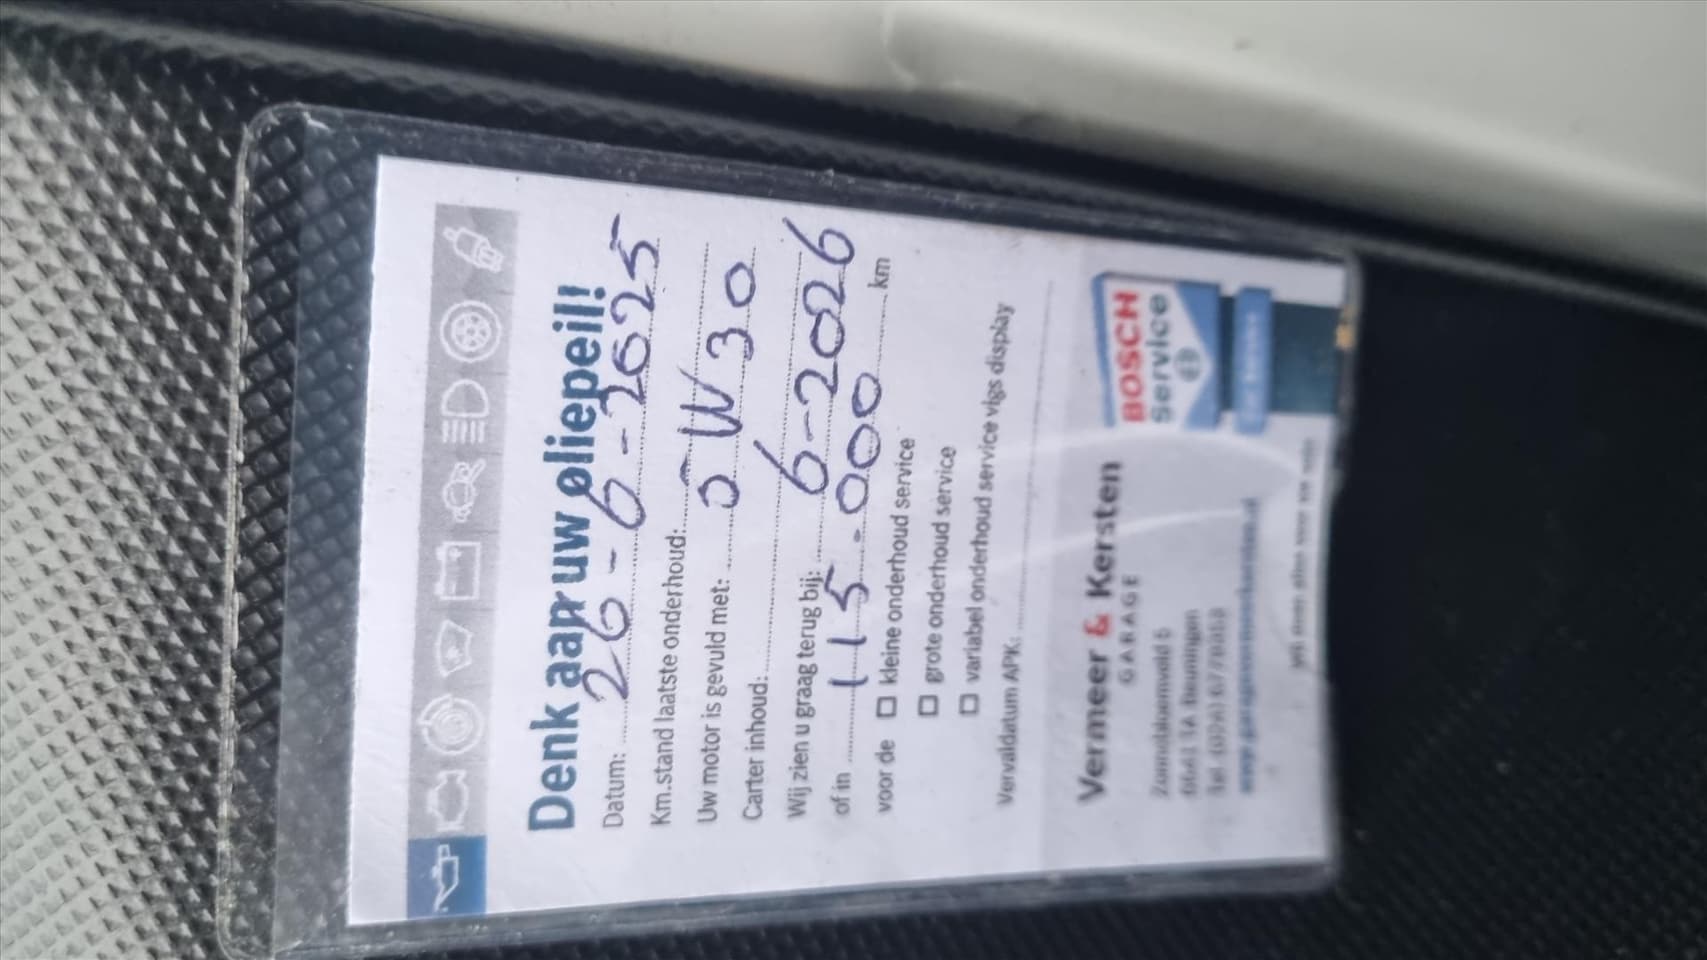 Denk aan uw oliepeil!
Datum: 26-6-2025
Km.stand laatste onderhoud:
Uw motor is gevuld met: 0W30
Carter inhoud:
Wij zien u graag terug bij: 6-2026
of in 115.000 km
voor de ☐ kleine onderhoud service
☐ grote onderhoud service
☐ variabel onderhoud service vlgs display
Vervaldatum APK:
Vermeer & Kersten
GARAGE
BOSCH
Service